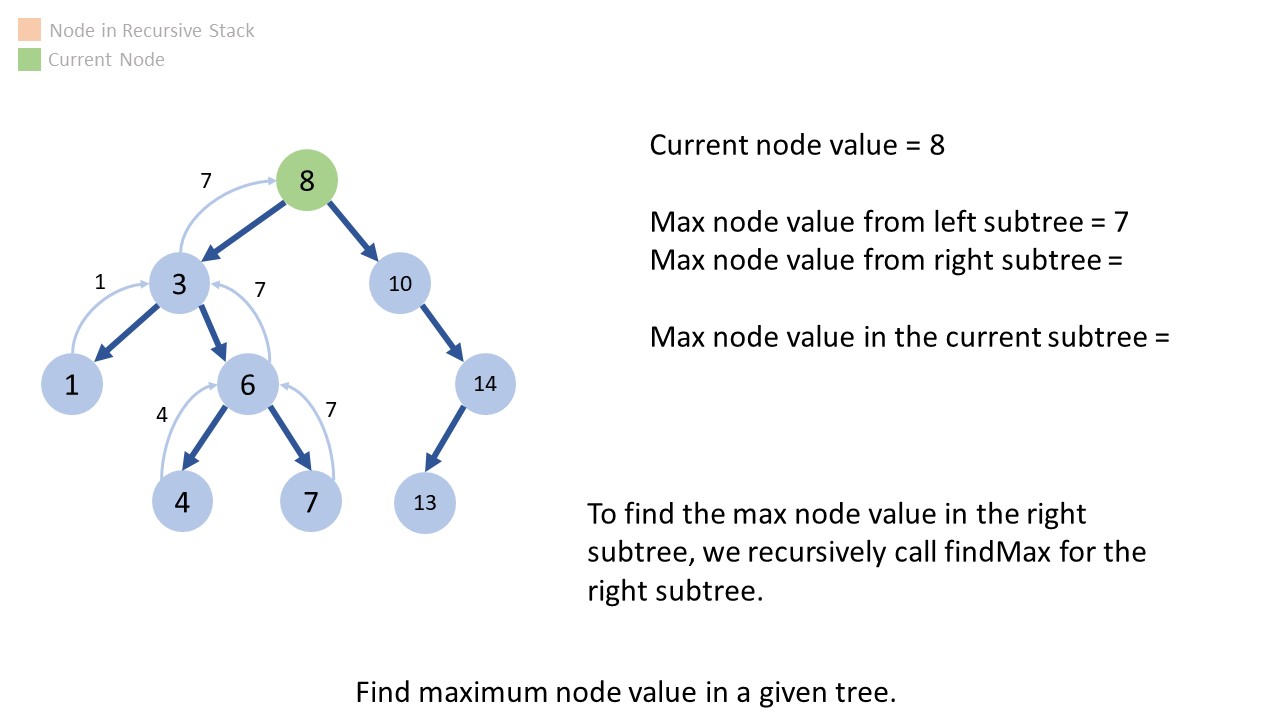 Node in Recursive Stack
Current Node
Current node value = 8
7
8
Max node value from left subtree = 7
Max node value from right subtree =
1
3
7
10
Max node value in the current subtree =
1
6
14
4
7
4
7
13
To find the max node value in the right
subtree, we recursively call findMax for the
right subtree.
Find maximum node value in a given tree.